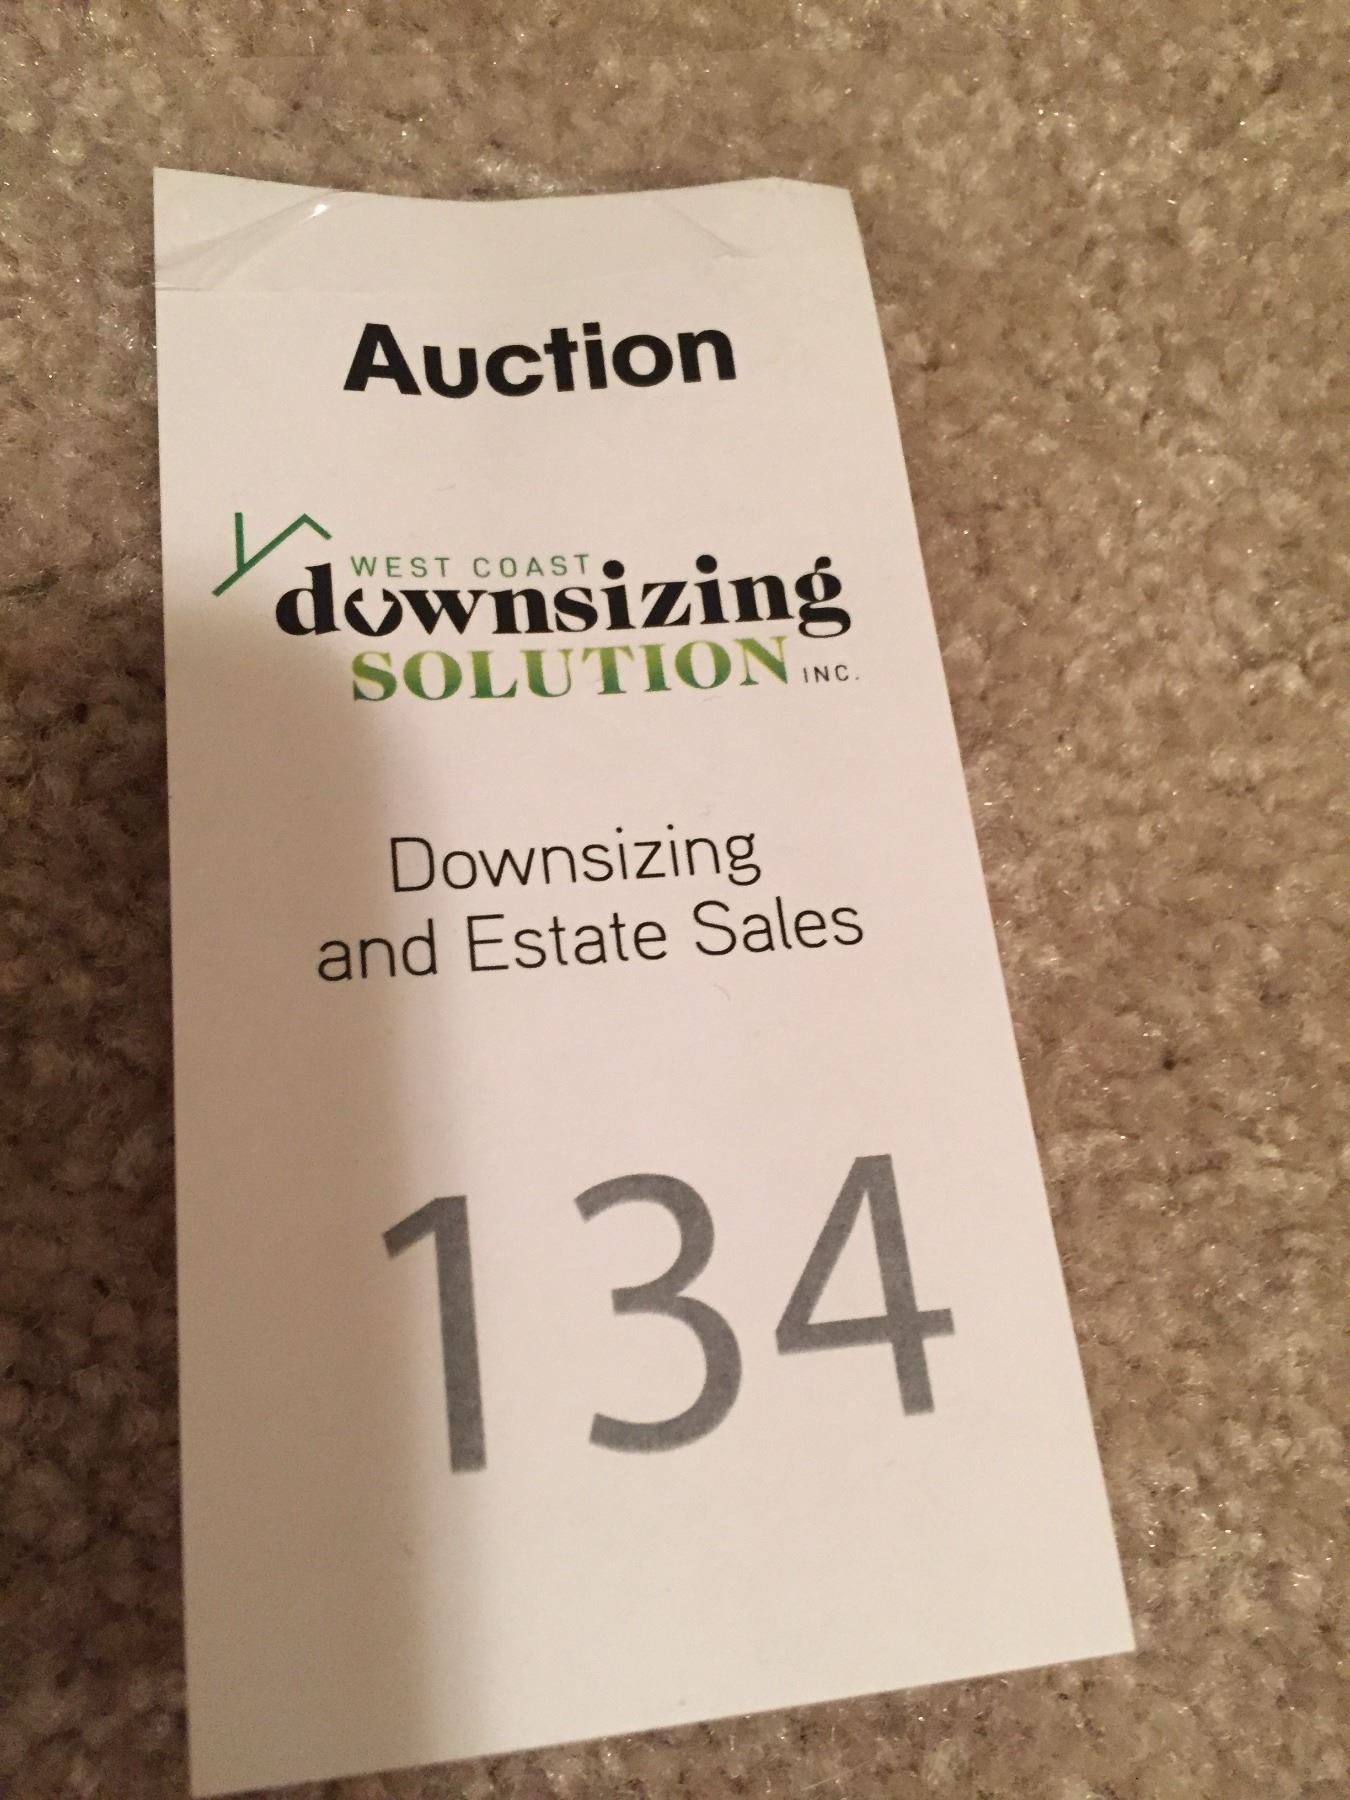 Auction
WEST COAST
downsizing
SOLUTION INC.
Downsizing
and Estate Sales
134